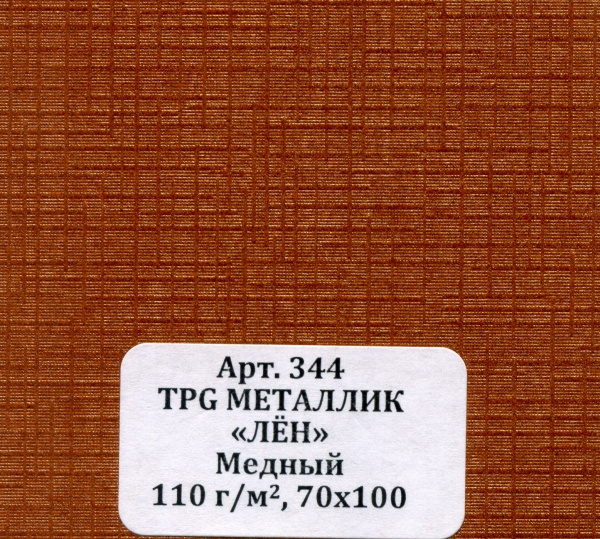 Арт. 344
TPG МЕТАЛЛИК
«ЛЁН»
Медный
110 г/м², 70х100